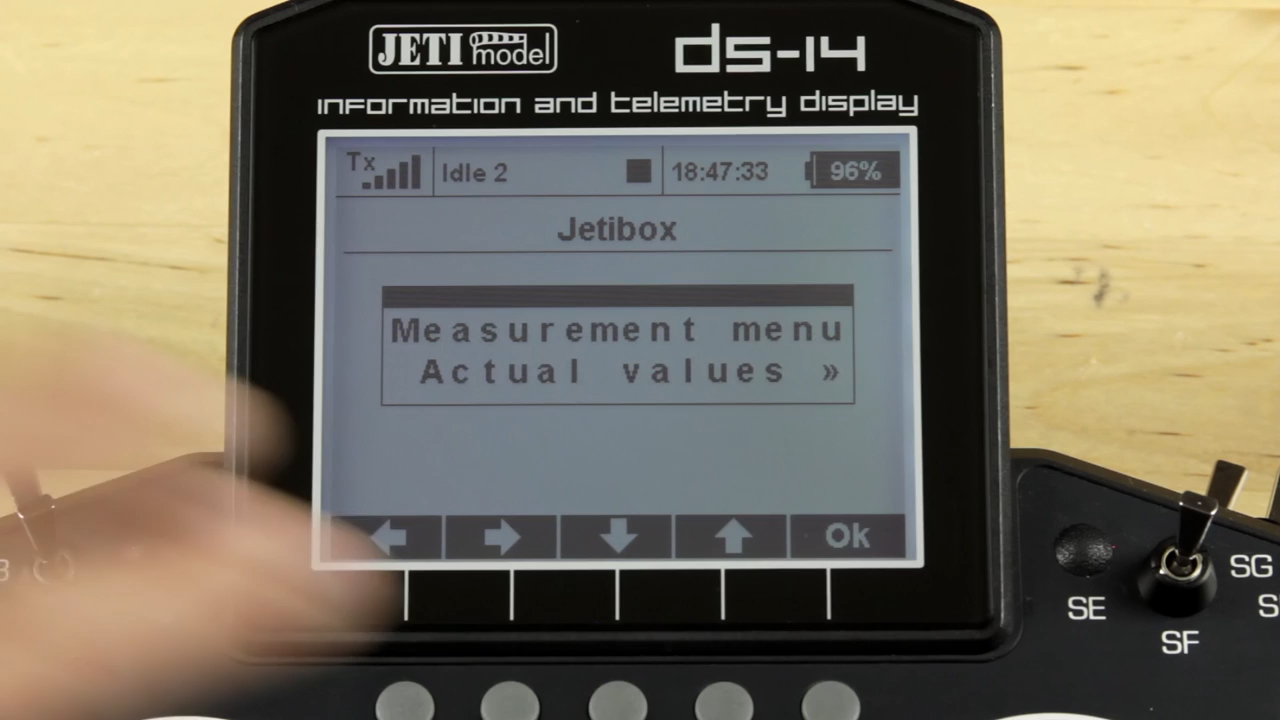 JETI model
DS-14
information and telemetry display
Tx
Idle 2
18:47:33
96%
Jetibox
Measurement menu
Actual values »
Ok
SE
SF
SG